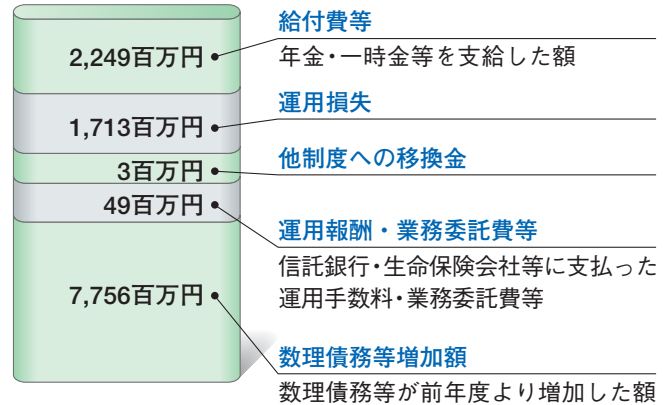 2,249百万円
給付費等
年金・一時金等を支給した額
1,713百万円
運用損失
3百万円
他制度への移換金
49百万円
運用報酬・業務委託費等
信託銀行・生命保険会社等に支払った
運用手数料・業務委託費等
7,756百万円
数理債務等増加額
数理債務等が前年度より増加した額